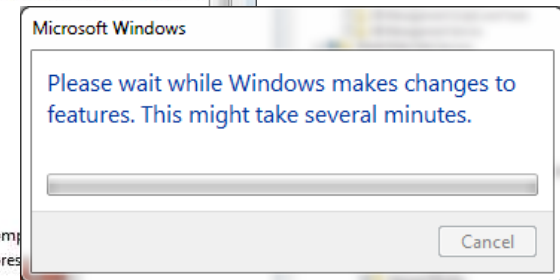 Microsoft Windows
Please wait while Windows makes changes to
features. This might take several minutes.
Cancel